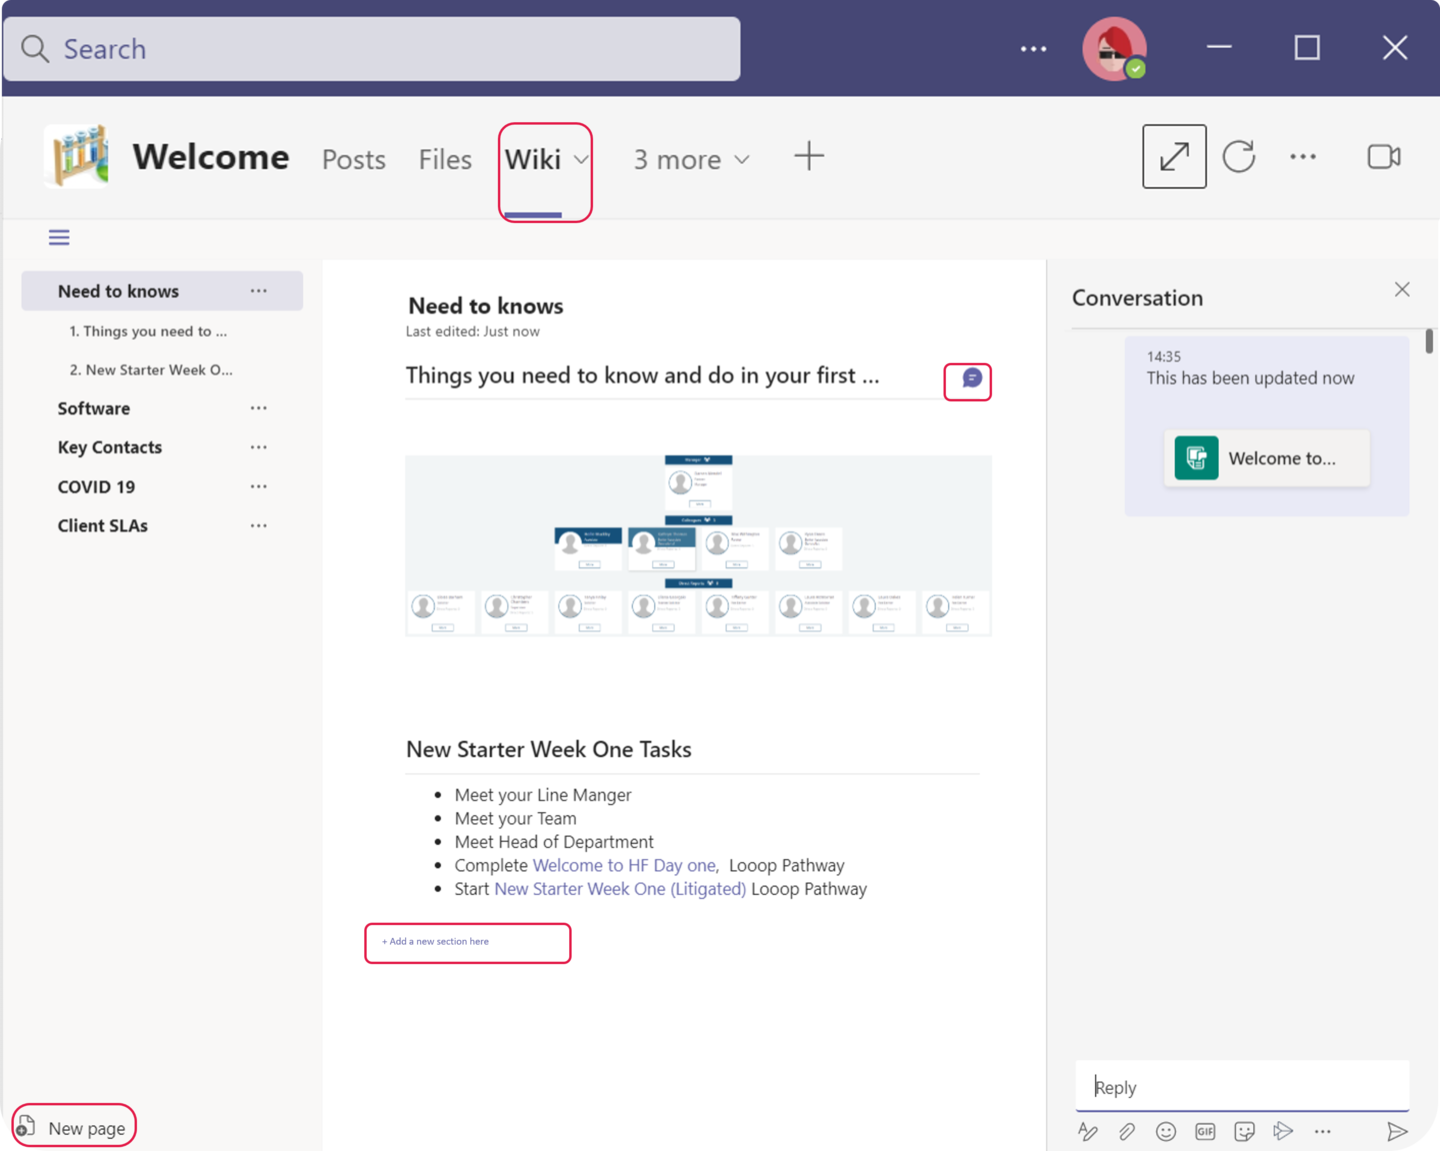 Search
Welcome Posts Files Wiki 3 more
Need to knows
1. Things you need to ...
2. New Starter Week O...
Software
Key Contacts
COVID 19
Client SLAs
New page
Need to knows
Last edited: Just now
Things you need to know and do in your first ...
New Starter Week One Tasks
Meet your Line Manger
Meet your Team
Meet Head of Department
Complete Welcome to HF Day one, Looop Pathway
Start New Starter Week One (Litigated) Looop Pathway
+ Add a new section here
Conversation
14:35
This has been updated now
Welcome to...
Reply
GIF